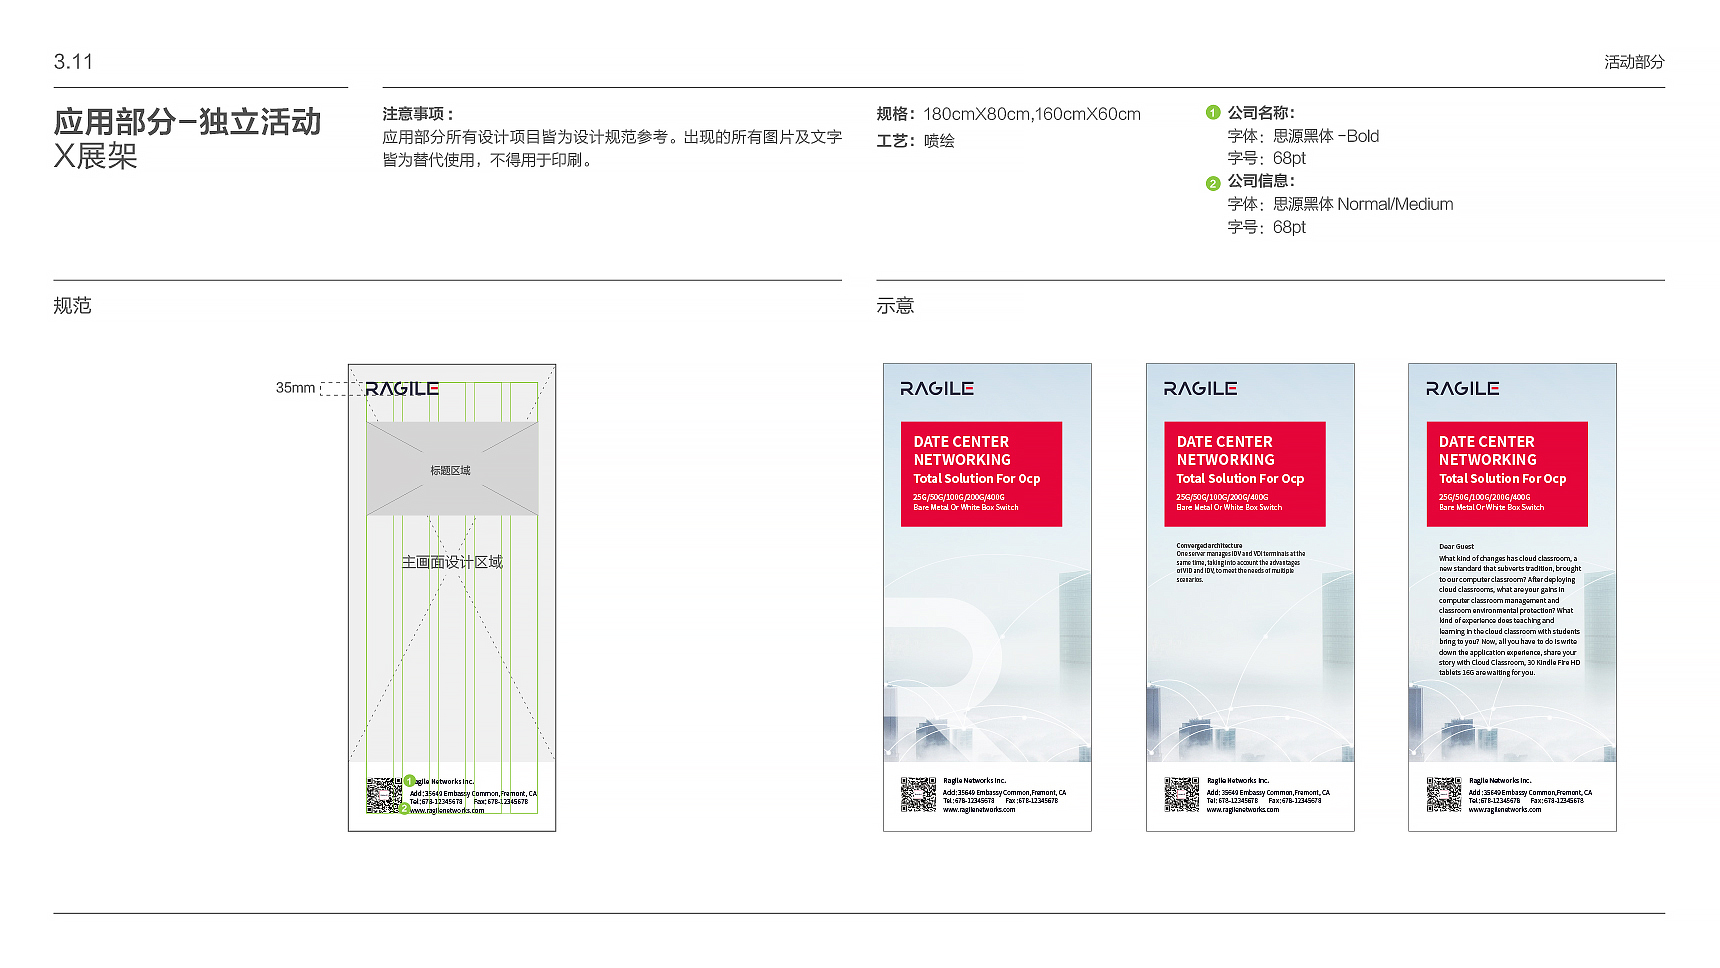 3.11
活动部分
应用部分-独立活动
X展架
注意事项：
应用部分所有设计项目皆为设计规范参考。出现的所有图片及文字
皆为替代使用，不得用于印刷。
规格：180cmX80cm,160cmX60cm
工艺：喷绘
1 公司名称：
字体：思源黑体 -Bold
字号：68pt
2 公司信息：
字体：思源黑体 Normal/Medium
字号：68pt
规范
示意
35mm
RAGILE
标题区域
主画面设计区域
1
agile Networks Inc.
Add:35649 Embassy Common,Fremont, CA
Tel:678-12345678 Fax:678-12345678
2
www.ragilenetworks.com
RAGILE
DATE CENTER
NETWORKING
Total Solution For Ocp
25G/50G/100G/200G/400G
Bare Metal Or White Box Switch
R
Ragile Networks Inc.
Add:35649 Embassy Common,Fremont, CA
Tel:678-12345678 Fax:678-12345678
www.ragilenetworks.com
RAGILE
DATE CENTER
NETWORKING
Total Solution For Ocp
25G/50G/100G/200G/400G
Bare Metal Or White Box Switch
Converged architecture
One server manages IDV and VDI terminals at the
same time, taking into account the advantages
of VID and IDV, to meet the needs of multiple
scenarios.
Ragile Networks Inc.
Add:35649 Embassy Common,Fremont, CA
Tel:678-12345678 Fax:678-12345678
www.ragilenetworks.com
RAGILE
DATE CENTER
NETWORKING
Total Solution For Ocp
25G/50G/100G/200G/400G
Bare Metal Or White Box Switch
Dear Guest
What kind of changes has cloud classroom, a
new standard that subverts tradition, brought
to our computer classroom? After deploying
cloud classrooms, what are your gains in
computer classroom management and
classroom environmental protection? What
kind of experience does teaching and
learning in the cloud classroom with students
bring to you? Now, all you have to do is write
down the application experience, share your
story with Cloud Classroom, 30 Kindle Fire HD
tablets 16G are waiting for you.
Ragile Networks Inc.
Add:35649 Embassy Common,Fremont, CA
Tel:678-12345678 Fax:678-12345678
www.ragilenetworks.com